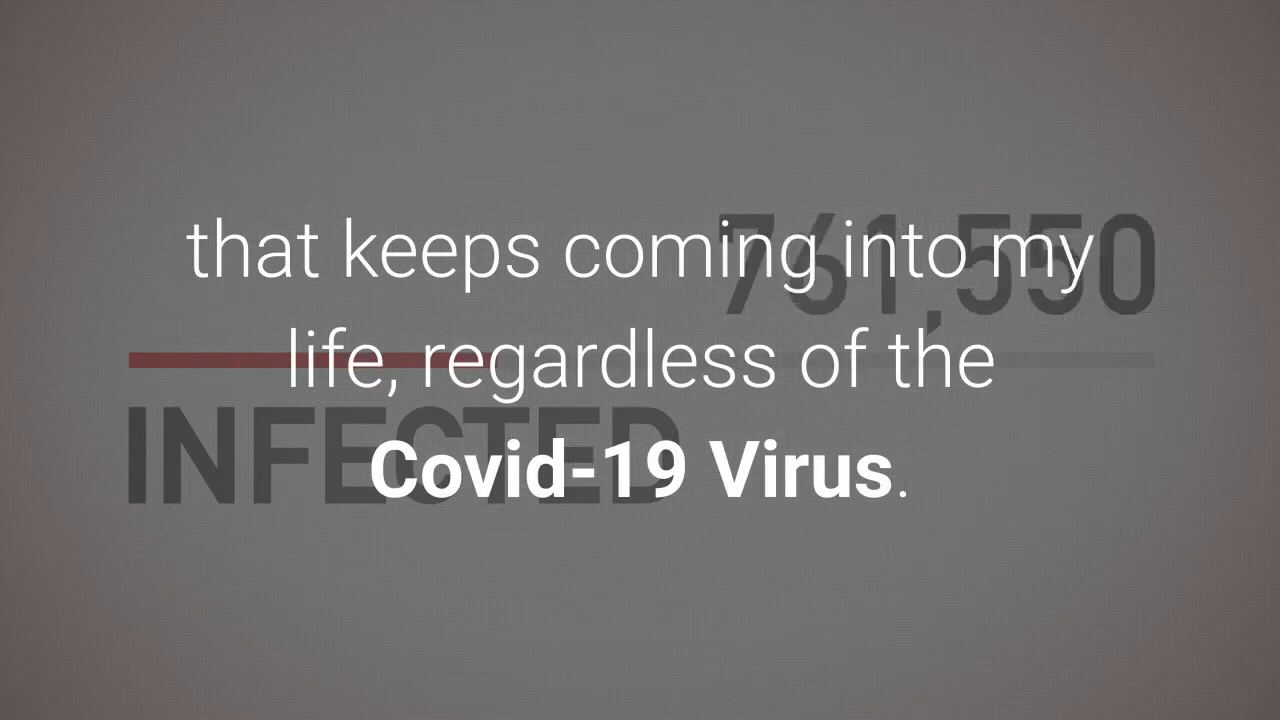 that keeps coming into my
life, regardless of the
Covid-19 Virus.
761,550
INFECTED